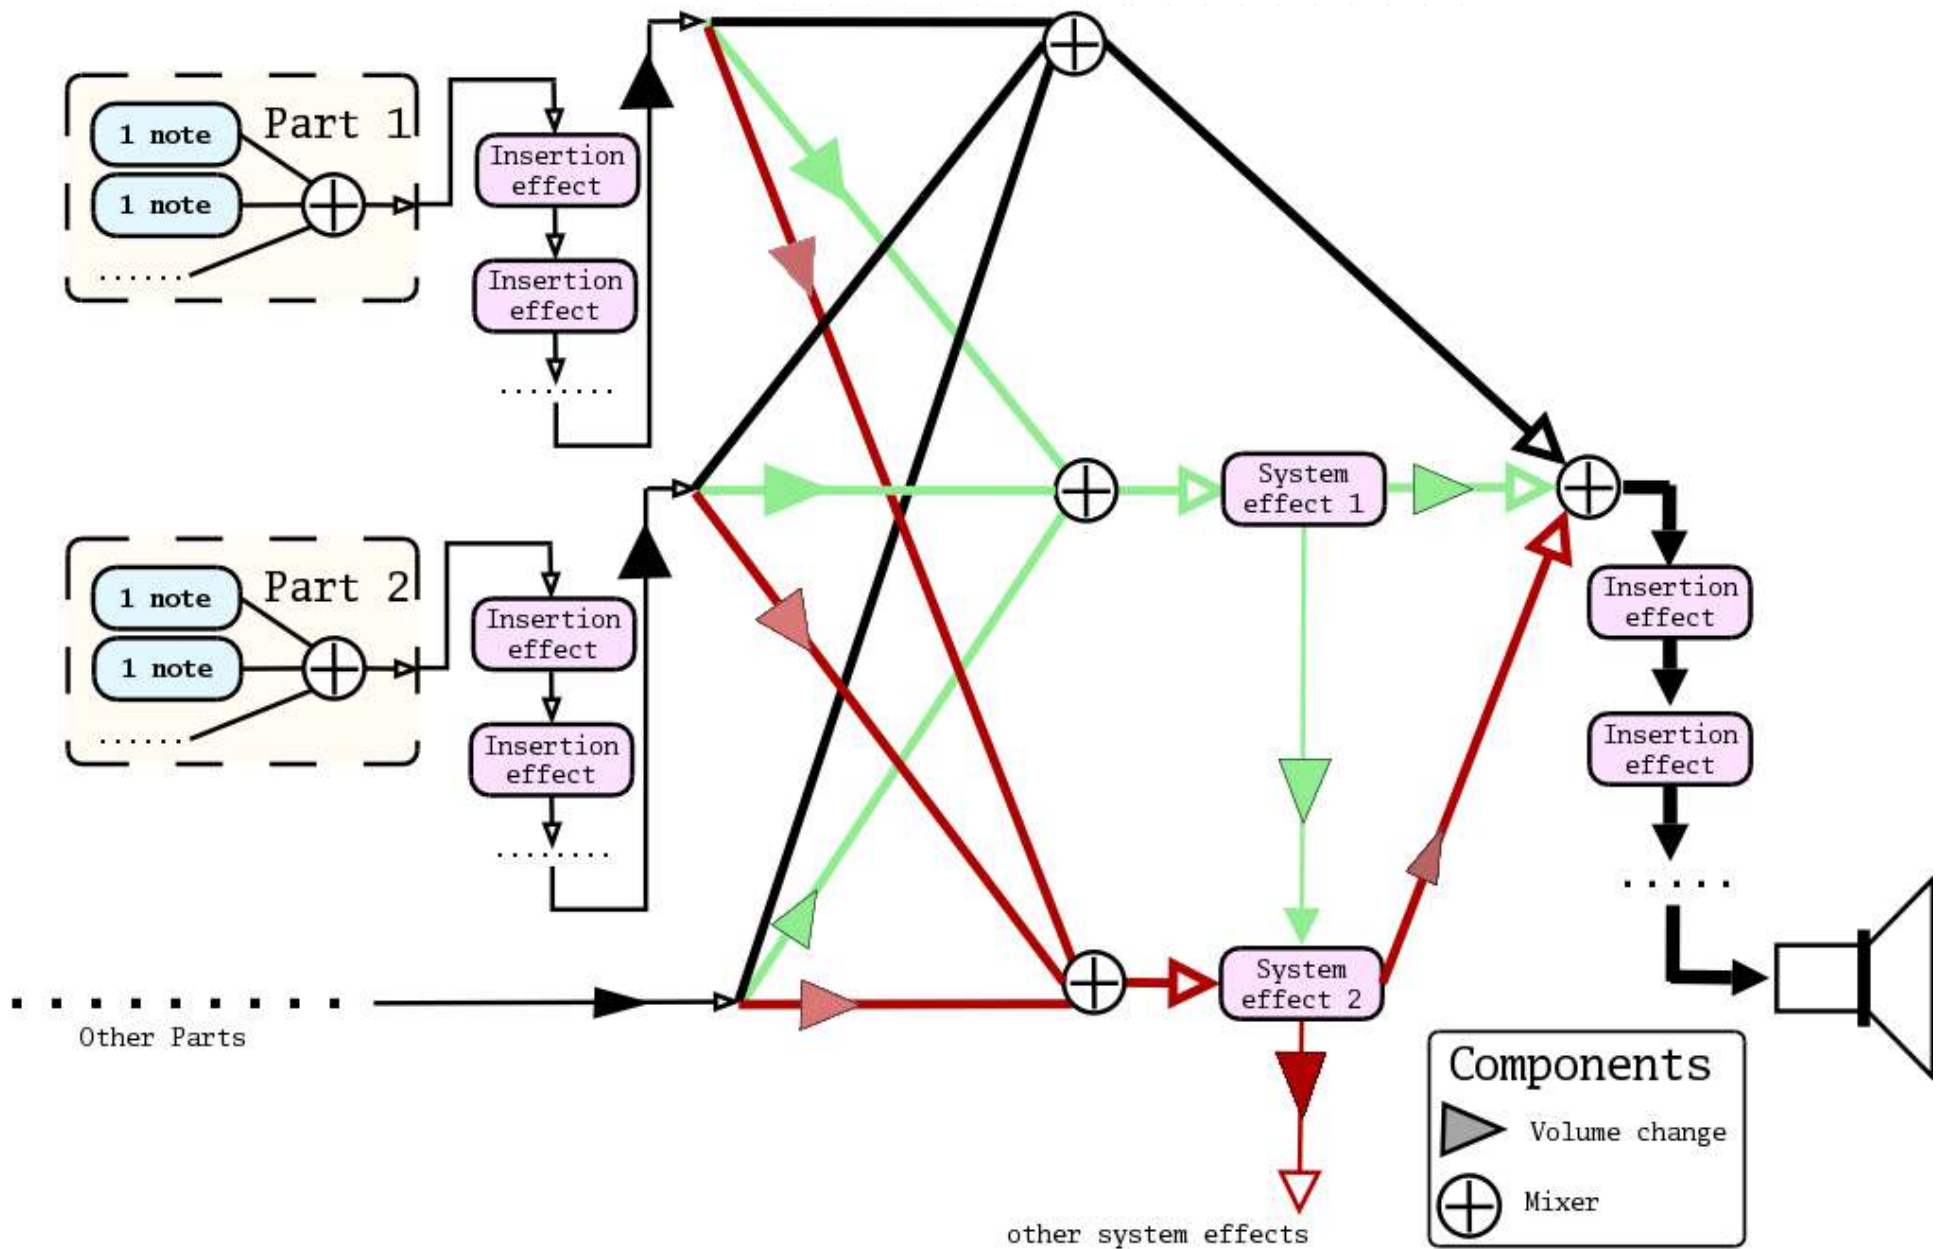 Part 1
1 note
1 note
Insertion
effect
Insertion
effect
Part 2
1 note
1 note
Insertion
effect
Insertion
effect
Other Parts
System
effect 1
System
effect 2
other system effects
Insertion
effect
Insertion
effect
Components
Volume change
Mixer